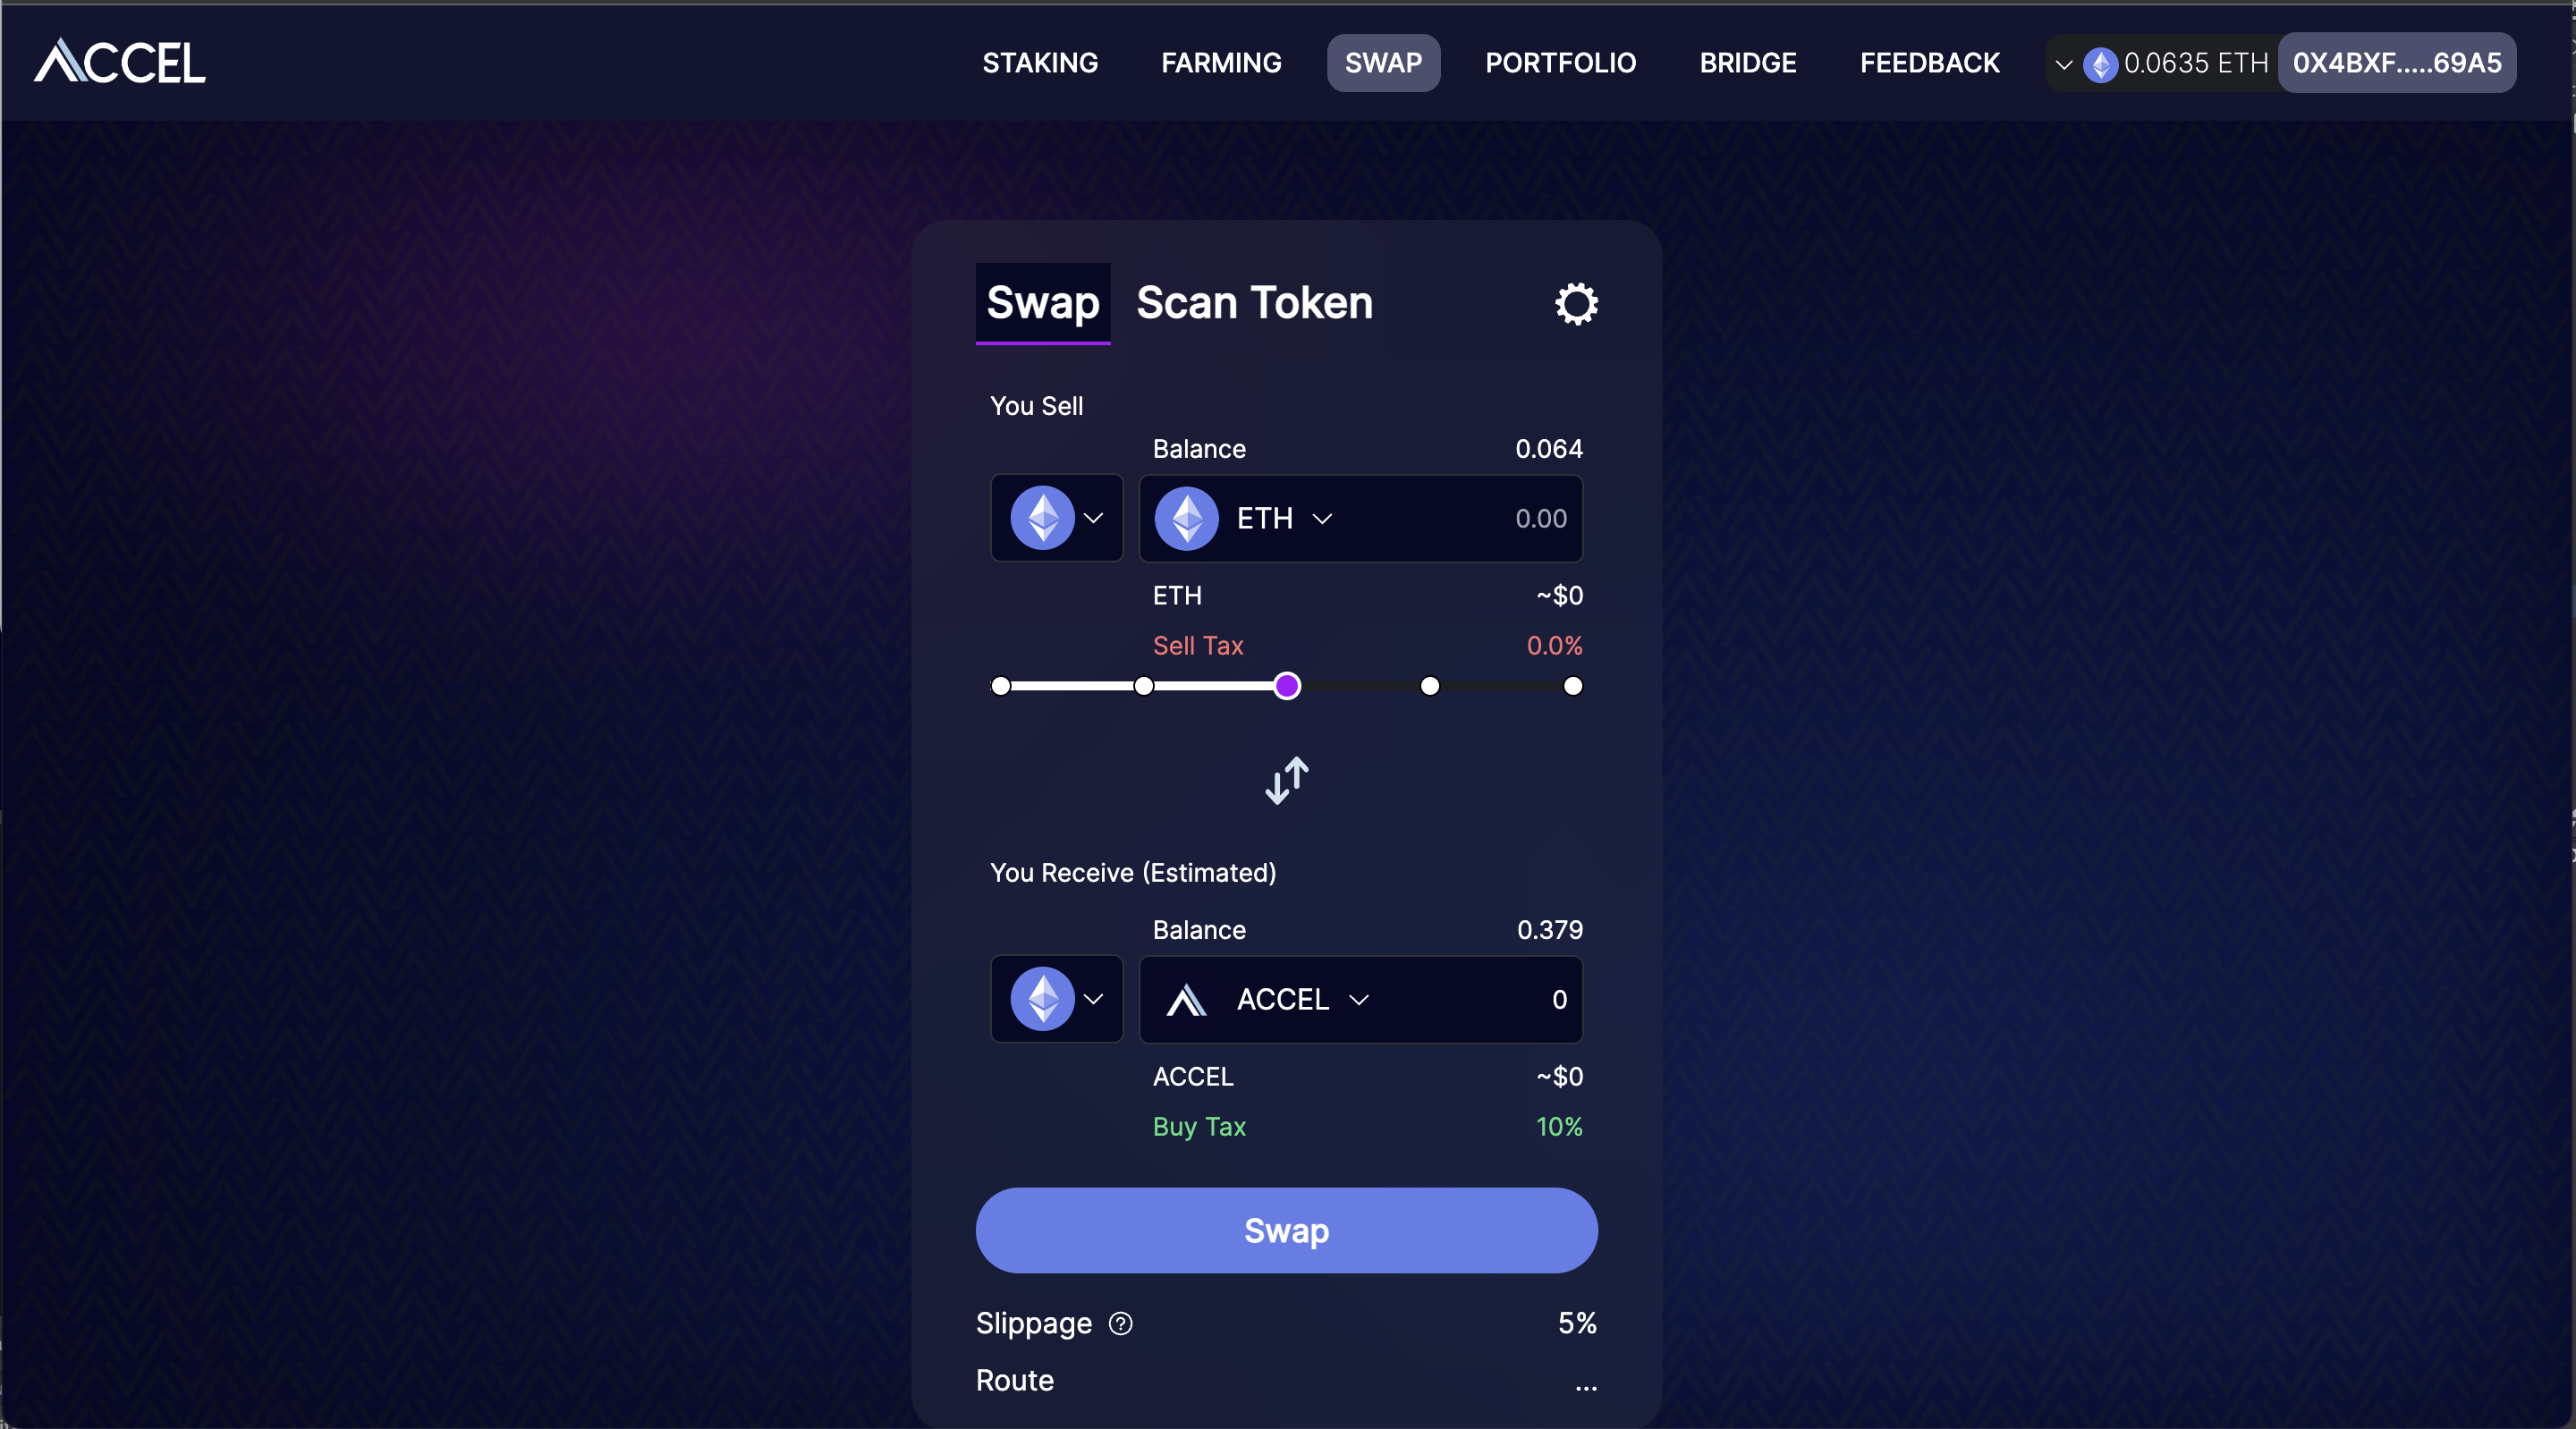 ACCEL STAKING FARMING SWAP PORTFOLIO BRIDGE FEEDBACK 0.0635 ETH 0X4BXF.....69A5
Swap Scan Token
You Sell
Balance 0.064
ETH 0.00
ETH ~$0
Sell Tax 0.0%
You Receive (Estimated)
Balance 0.379
ACCEL 0
ACCEL ~$0
Buy Tax 10%
Swap
Slippage ? 5%
Route ...